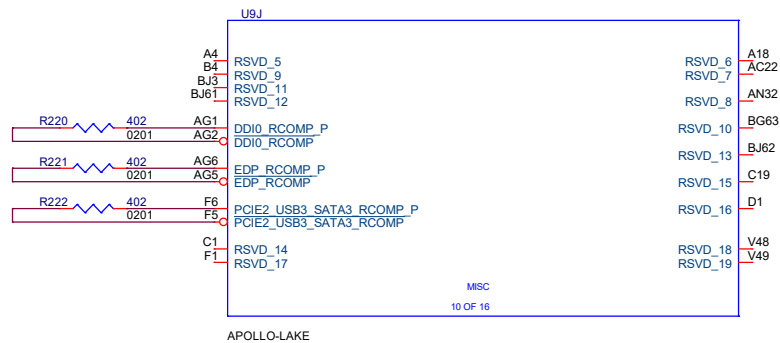 U9J
A4 RSVD_5 RSVD_6 A18
B4 RSVD_9 RSVD_7 AC22
BJ3 RSVD_11
BJ61 RSVD_12 RSVD_8 AN32
R220 402 AG1 DDI0_RCOMP_P RSVD_10 BG63
0201 AG2 DDI0_RCOMP
RSVD_13 BJ62
R221 402 AG6 EDP_RCOMP_P
0201 AG5 EDP_RCOMP RSVD_15 C19
R222 402 F6 PCIE2_USB3_SATA3_RCOMP_P RSVD_16 D1
0201 F5 PCIE2_USB3_SATA3_RCOMP
C1 RSVD_14 RSVD_18 V48
F1 RSVD_17 RSVD_19 V49
MISC
10 OF 16
APOLLO-LAKE